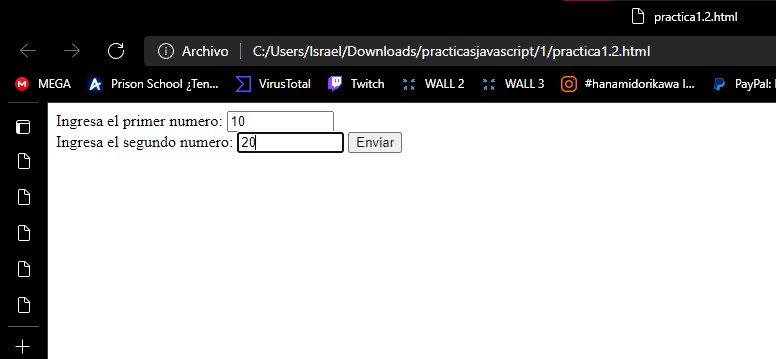 practica1.2.html
Archivo C:/Users/Israel/Downloads/practicasjavascript/1/practica1.2.html
MEGA Prison School ¿Ten... VirusTotal Twitch WALL 2 WALL 3 #hanamidorikawa I... PayPal:
Ingresa el primer numero: 10
Ingresa el segundo numero: 20 Enviar